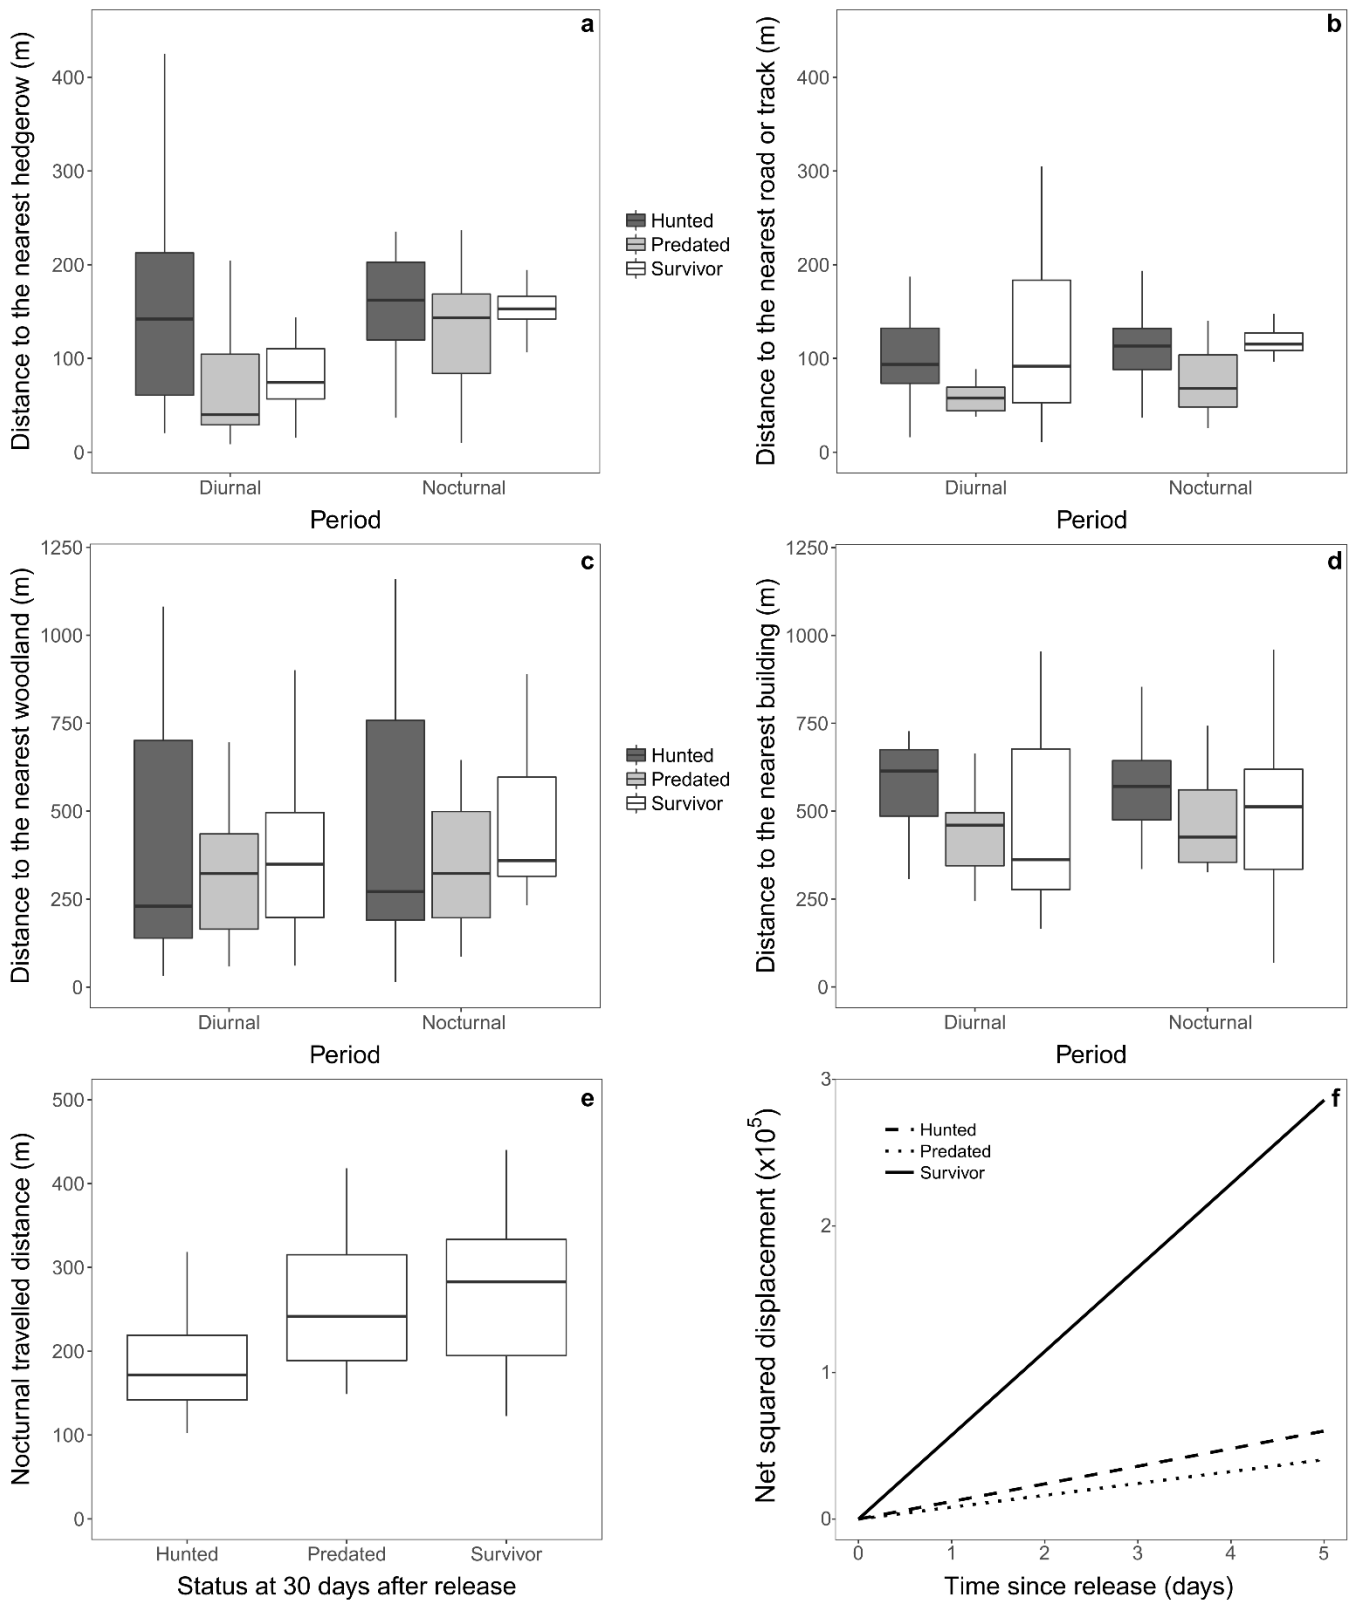 a
Distance to the nearest hedgerow (m)
400
300
200
100
0
Diurnal
Nocturnal
Period
Hunted
Predated
Survivor
b
Distance to the nearest road or track (m)
400
300
200
100
0
Diurnal
Nocturnal
Period
c
Distance to the nearest woodland (m)
1250
1000
750
500
250
0
Diurnal
Nocturnal
Period
Hunted
Predated
Survivor
d
Distance to the nearest building (m)
1250
1000
750
500
250
0
Diurnal
Nocturnal
Period
e
Nocturnal travelled distance (m)
500
400
300
200
100
0
Hunted
Predated
Survivor
Status at 30 days after release
f
Net squared displacement (x10⁵)
3
2
1
0
Hunted
Predated
Survivor
0 1 2 3 4 5
Time since release (days)